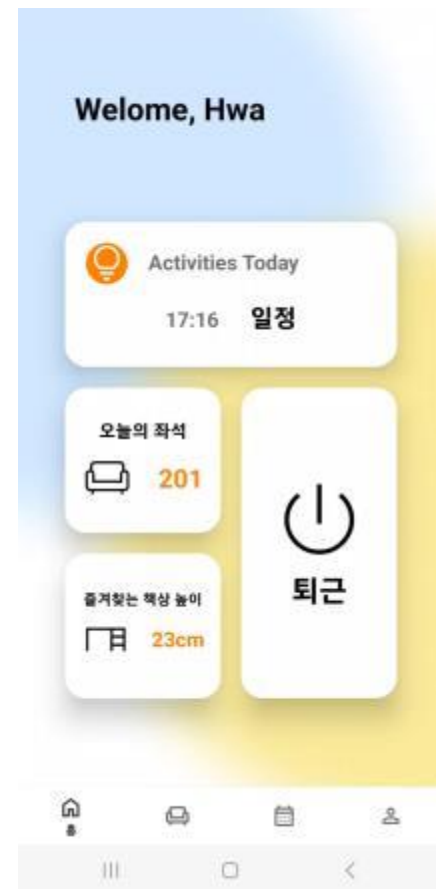 Welome, Hwa
Activities Today
17:16 일정
오늘의 좌석
201
즐겨찾는 책상 높이
23cm
퇴근
홈